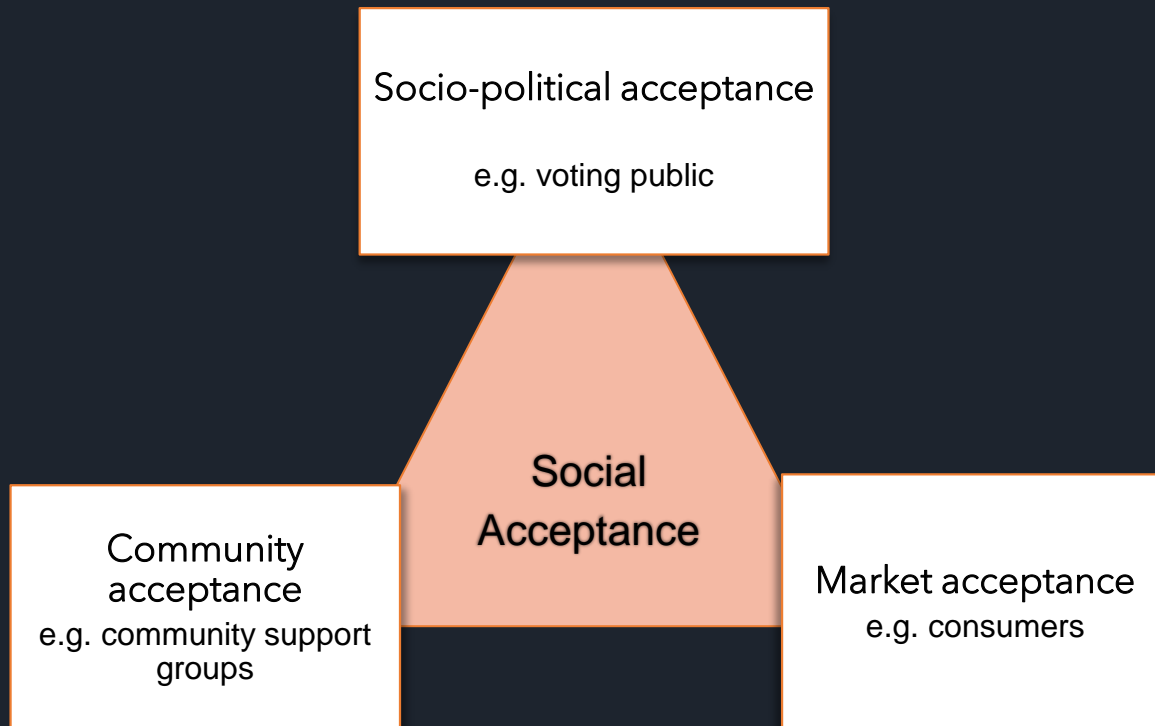 Socio-political acceptance
e.g. voting public
Social
Acceptance
Community
acceptance
e.g. community support
groups
Market acceptance
e.g. consumers